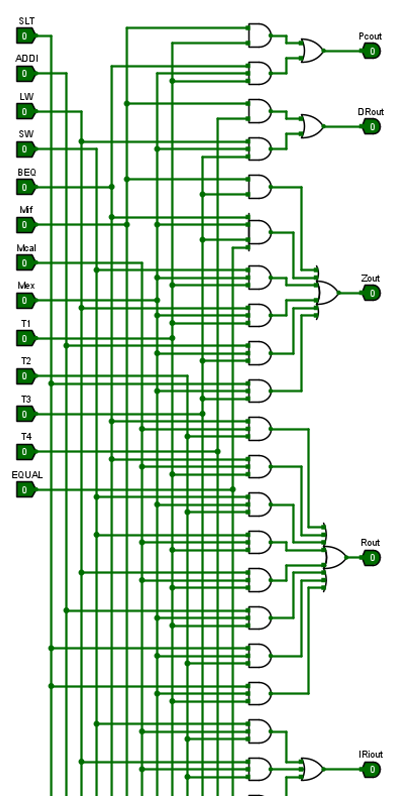 SLT
0
Pcout
0
ADDI
0
LW
0
DRout
0
SW
0
BEQ
0
Mif
0
Mcal
0
Mex
0
Zout
0
T1
0
T2
0
T3
0
T4
0
EQUAL
0
Rout
0
IRiout
0